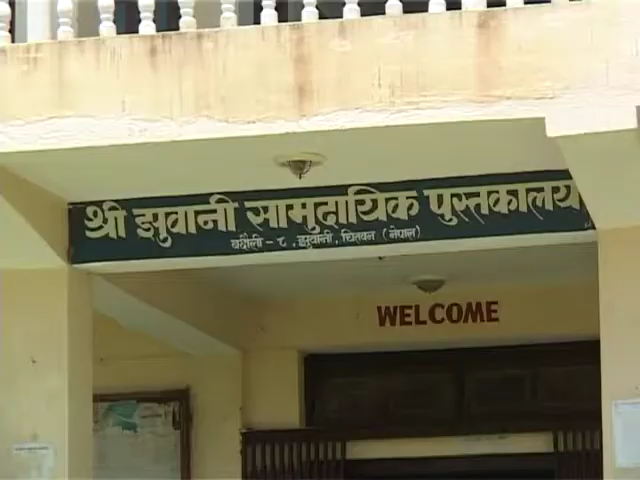 श्री झुवानी सामुदायिक पुस्तकालय
बछौली - ८ , झुवानी , चितवन ( नेपाल )
WELCOME